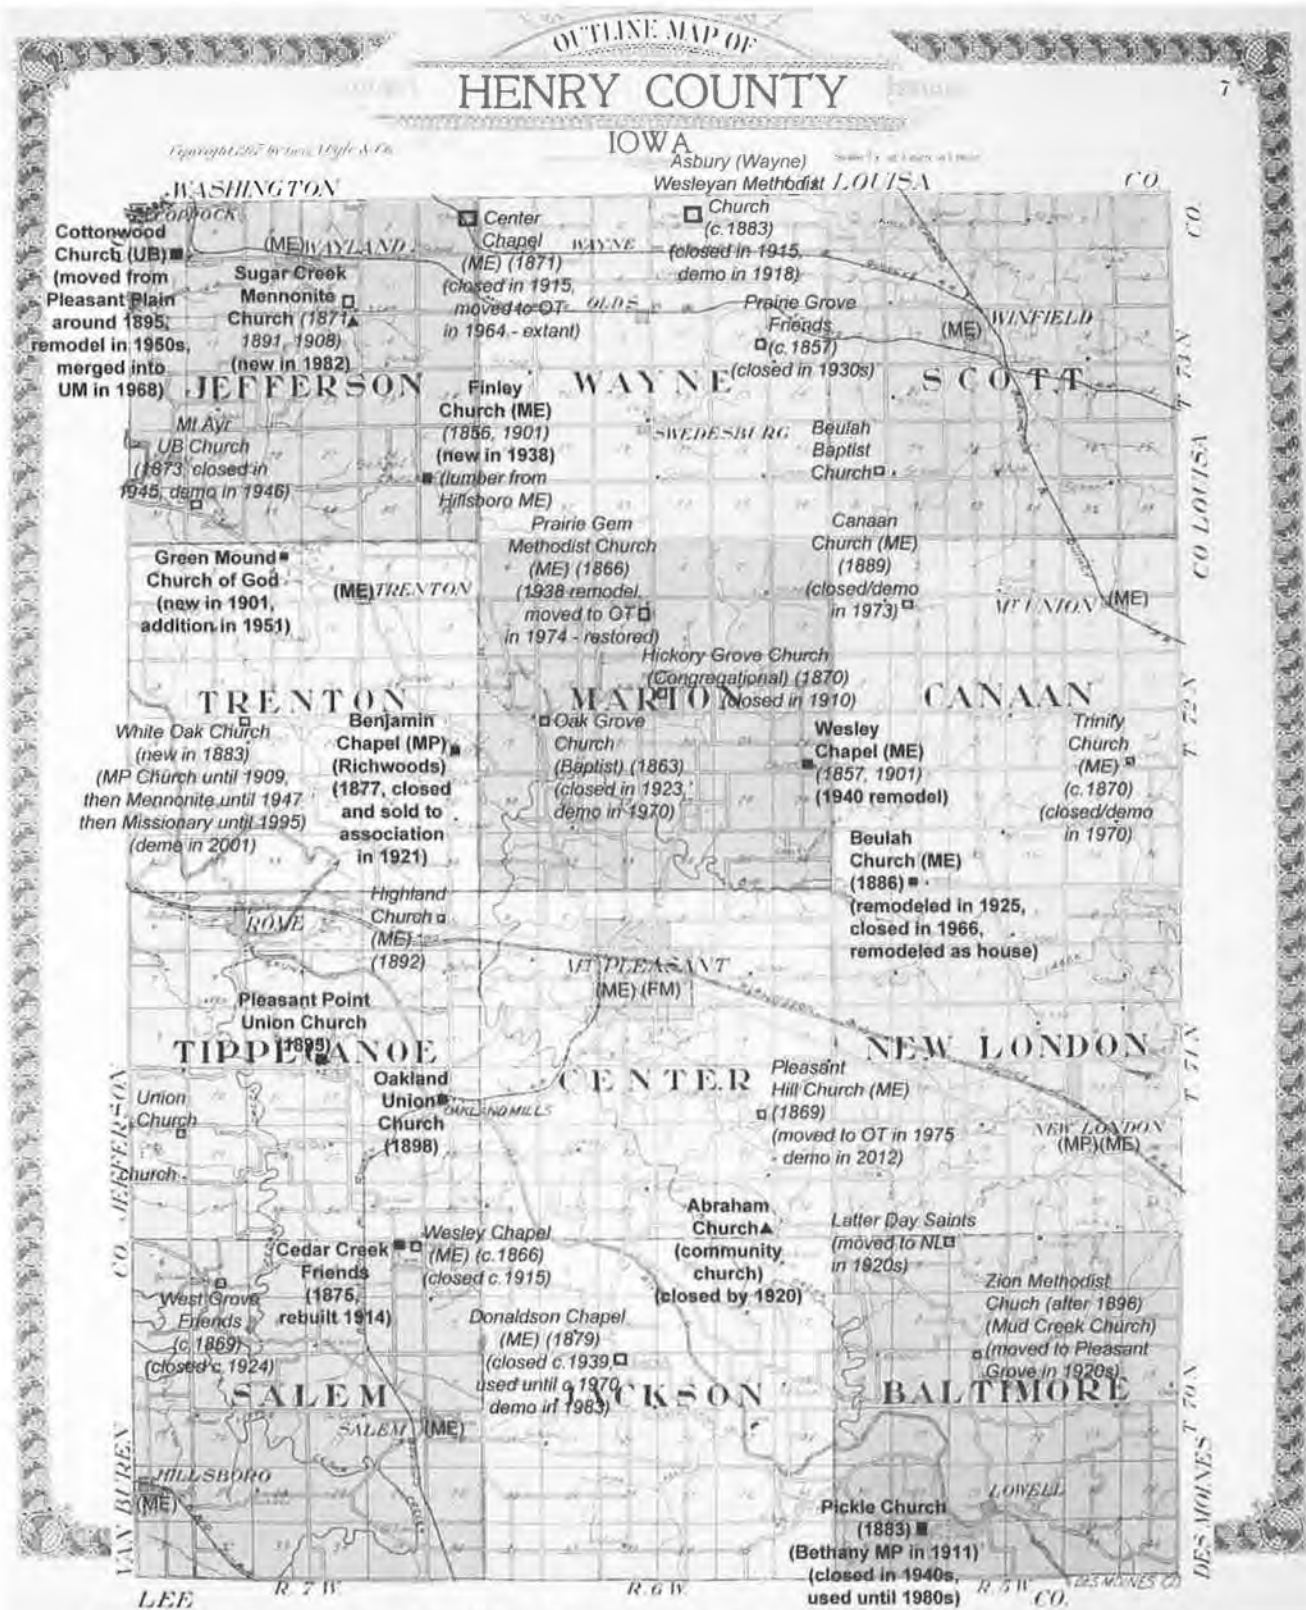 OUTLINE MAP OF
HENRY COUNTY
IOWA
7
WASHINGTON
LOUISA
CO.
CO.
COPPOCK
Cottonwood
Church (UB)
(moved from
Pleasant Plain
around 1895,
remodel in 1950s,
merged into
UM in 1968)
(ME) WAYLAND
Sugar Creek
Mennonite
Church (1871,
1891, 1908)
(new in 1982)
Center
Chapel
(ME) (1871)
(closed in 1915,
moved to OT
in 1964 - extant)
WAYNE
OLDS
Asbury (Wayne)
Wesleyan Methodist
Church
(c.1883)
(closed in 1915,
demo in 1918)
Prairie Grove
Friends
(c.1857)
(closed in 1930s)
(ME) WINFIELD
JEFFERSON
WAYNE
SCOTT
T 73 N
Mt Ayr
UB Church
(1873, closed in
1945, demo in 1946)
Finley
Church (ME)
(1856, 1901)
(new in 1938)
(lumber from
Hillsboro ME)
SWEDESBURG
Beulah
Baptist
Church
CO LOUISA
Green Mound
Church of God
(new in 1901,
addition in 1951)
(ME) TRENTON
Prairie Gem
Methodist Church
(ME) (1866)
(1938 remodel,
moved to OT
in 1974 - restored)
Canaan
Church (ME)
(1889)
(closed/demo
in 1973)
MT UNION (ME)
Hickory Grove Church
(Congregational) (1870)
(closed in 1910)
TRENTON
MARION
CANAAN
T. 72 N
White Oak Church
(new in 1883)
(MP Church until 1909,
then Mennonite until 1947
then Missionary until 1995)
(demo in 2001)
Benjamin
Chapel (MP)
(Richwoods)
(1877, closed
and sold to
association
in 1921)
Oak Grove
Church
(Baptist) (1863)
(closed in 1923,
demo in 1970)
Wesley
Chapel (ME)
(1857, 1901)
(1940 remodel)
Trinity
Church
(ME)
(c.1870)
(closed/demo
in 1970)
Beulah
Church (ME)
(1886)
(remodeled in 1925,
closed in 1966,
remodeled as house)
ROME
Highland
Church
(ME)
(1892)
MT PLEASANT
(ME) (FM)
Pleasant Point
Union Church
(1895)
TIPPECANOE
CENTER
NEW LONDON
T. 71 N
Oakland
Union
Church
(1898)
OAKLAND MILLS
Pleasant
Hill Church (ME)
(1869)
(moved to OT in 1975
- demo in 2012)
NEW LONDON
(MP)(ME)
Union
Church
church
CO. JEFFERSON
Cedar Creek
Friends
(1875,
rebuilt 1914)
Wesley Chapel
(ME) (c.1866)
(closed c.1915)
Abraham
Church
(community
church)
(closed by 1920)
Latter Day Saints
(moved to NL
in 1920s)
West Grove
Friends
(c.1869)
(closed c.1924)
Donaldson Chapel
(ME) (1879)
(closed c.1939,
used until c.1970,
demo in 1983)
Zion Methodist
Chuch (after 1896)
(Mud Creek Church)
(moved to Pleasant
Grove in 1920s)
SALEM
JACKSON
BALTIMORE
T 70 N
SALEM (ME)
HILLSBORO
(ME)
VAN BUREN
LOWELL
Pickle Church
(1883)
(Bethany MP in 1911)
(closed in 1940s,
used until 1980s)
DES MOINES
LEE
R. 7 W.
R. 6 W.
R. 5 W.
CO.
DES MOINES CO